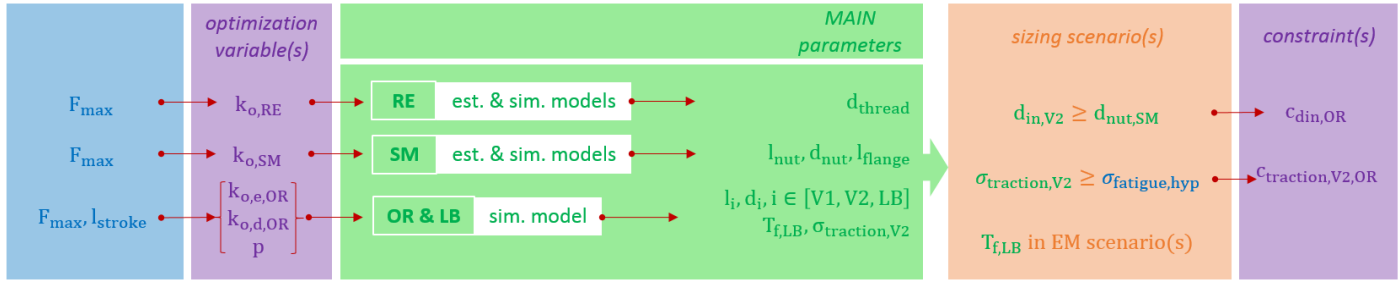 optimization
variable(s)
MAIN
parameters
sizing scenario(s)
constraint(s)
F_max k_o,RE RE est. & sim. models d_thread d_in,V2 ≥ d_nut,SM c_din,OR
F_max k_o,SM SM est. & sim. models l_nut, d_nut, l_flange σ_traction,V2 ≥ σ_fatigue,hyp c_traction,V2,OR
F_max, l_stroke [k_o,e,OR
k_o,d,OR
p] OR & LB sim. model l_i, d_i, i ∈ [V1, V2, LB]
T_f,LB, σ_traction,V2
T_f,LB in EM scenario(s)